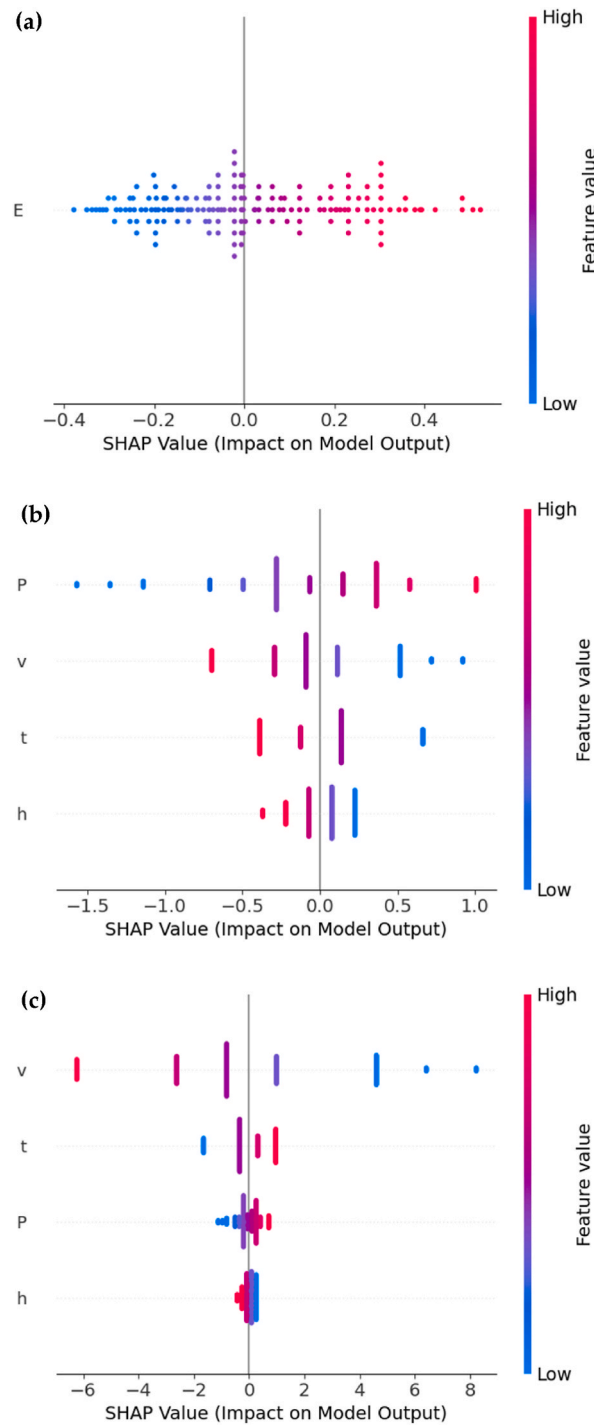 (a)
High
E
Feature value
Low
−0.4 −0.2 0.0 0.2 0.4
SHAP Value (Impact on Model Output)
(b)
High
P
v
t
h
Feature value
Low
−1.5 −1.0 −0.5 0.0 0.5 1.0
SHAP Value (Impact on Model Output)
(c)
High
v
t
P
h
Feature value
Low
−6 −4 −2 0 2 4 6 8
SHAP Value (Impact on Model Output)